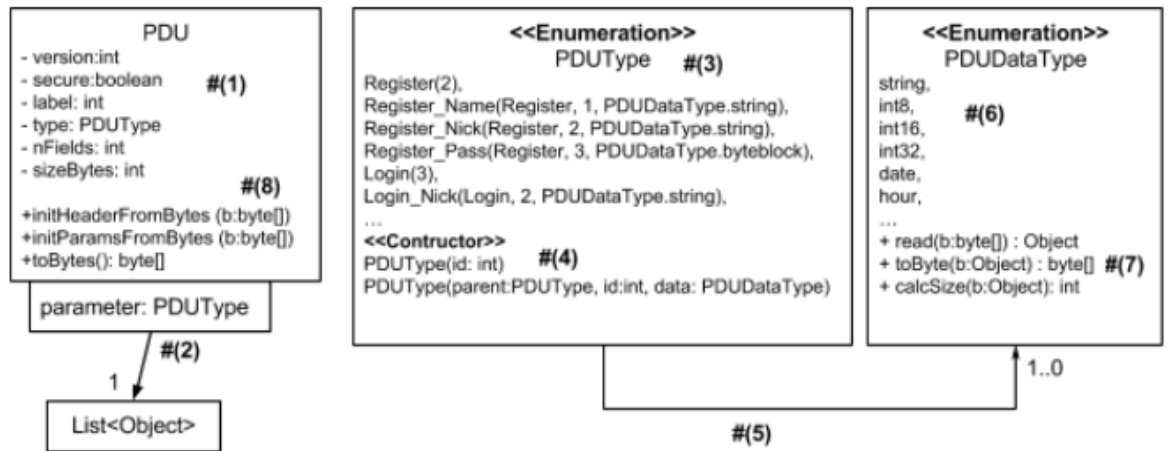 PDU
- version:int
- secure:boolean
#(1)
- label: int
- type: PDUType
- nFields: int
- sizeBytes: int
#(8)
+initHeaderFromBytes (b:byte[])
+initParamsFromBytes (b:byte[])
+toBytes(): byte[]
parameter: PDUType
#(2)
1
List<Object>
<<Enumeration>>
PDUType #(3)
Register(2),
Register_Name(Register, 1, PDUDataType.string),
Register_Nick(Register, 2, PDUDataType.string),
Register_Pass(Register, 3, PDUDataType.byteblock),
Login(3),
Login_Nick(Login, 2, PDUDataType.string),
...
<<Contructor>>
PDUType(id: int) #(4)
PDUType(parent:PDUType, id:int, data: PDUDataType)
#(5)
<<Enumeration>>
PDUDataType
string,
int8,
#(6)
int16,
int32,
date,
hour,
...
+ read(b:byte[]) : Object
+ toByte(b:Object) : byte[] #(7)
+ calcSize(b:Object): int
1..0